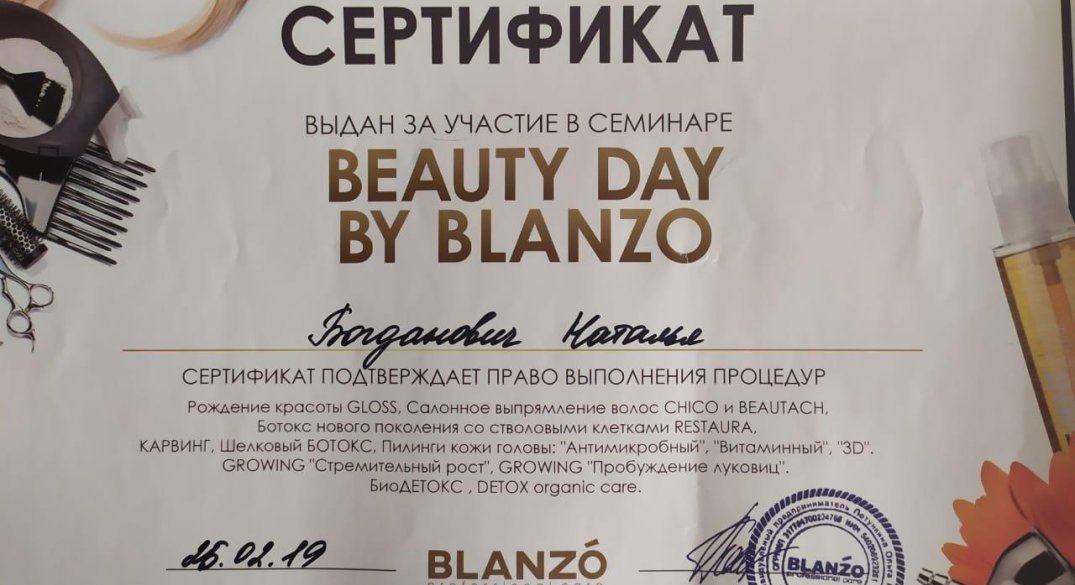 СЕРТИФИКАТ
ВЫДАН ЗА УЧАСТИЕ В СЕМИНАРЕ
BEAUTY DAY
BY BLANZO
Богданович Наталья
СЕРТИФИКАТ ПОДТВЕРЖДАЕТ ПРАВО ВЫПОЛНЕНИЯ ПРОЦЕДУР
Рождение красоты GLOSS, Салонное выпрямление волос CHICO и BEAUTACH,
Ботокс нового поколения со стволовыми клетками RESTAURA,
КАРВИНГ, Шелковый БОТОКС, Пилинги кожи головы: "Антимикробный", "Витаминный", "3D".
GROWING "Стремительный рост", GROWING "Пробуждение луковиц".
БиоДЕТОКС , DETOX organic care.
26.02.19
BLANZÓ
BLANZO
professional care